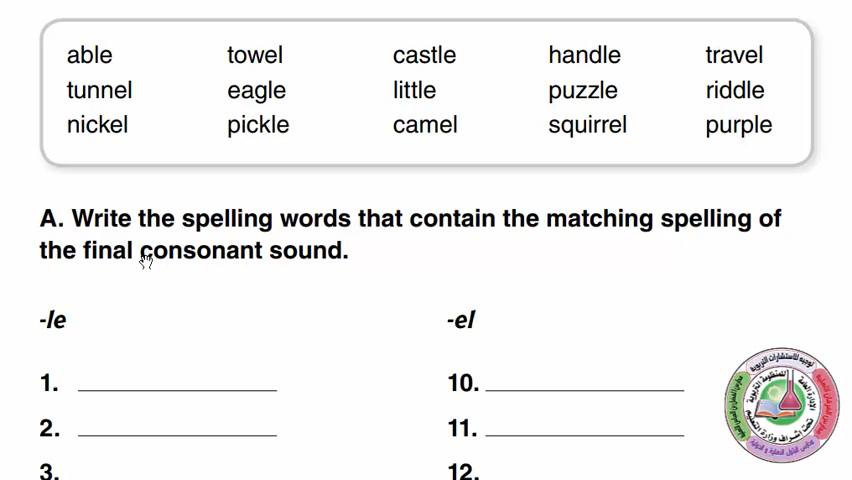 able towel castle handle travel
tunnel eagle little puzzle riddle
nickel pickle camel squirrel purple
A. Write the spelling words that contain the matching spelling of
the final consonant sound.
-le -el
1. 10.
2. 11.
3. 12.